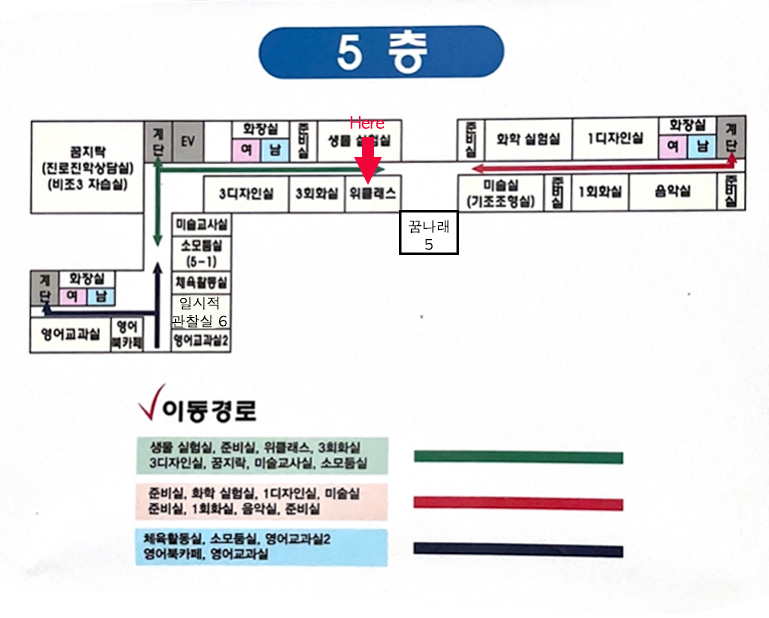 5 층
Here
꿈지락
(진로진학상담실)
(비조3 자습실)
계단
EV
화장실
여 남
준비실
생물 실험실
준비실
화학 실험실
1디자인실
화장실
여 남
계단
3디자인실
3회화실
위클래스
미술실
(기초조형실)
준비실
1회화실
음악실
준비실
꿈나래
5
미술교사실
소모둠실
(5-1)
체육활동실
일시적
관찰실 6
영어교과실2
계단
화장실
여 남
영어교과실
영어
북카페
이동경로
생물 실험실, 준비실, 위클래스, 3회화실
3디자인실, 꿈지락, 미술교사실, 소모둠실
준비실, 화학 실험실, 1디자인실, 미술실
준비실, 1회화실, 음악실, 준비실
체육활동실, 소모둠실, 영어교과실2
영어북카페, 영어교과실